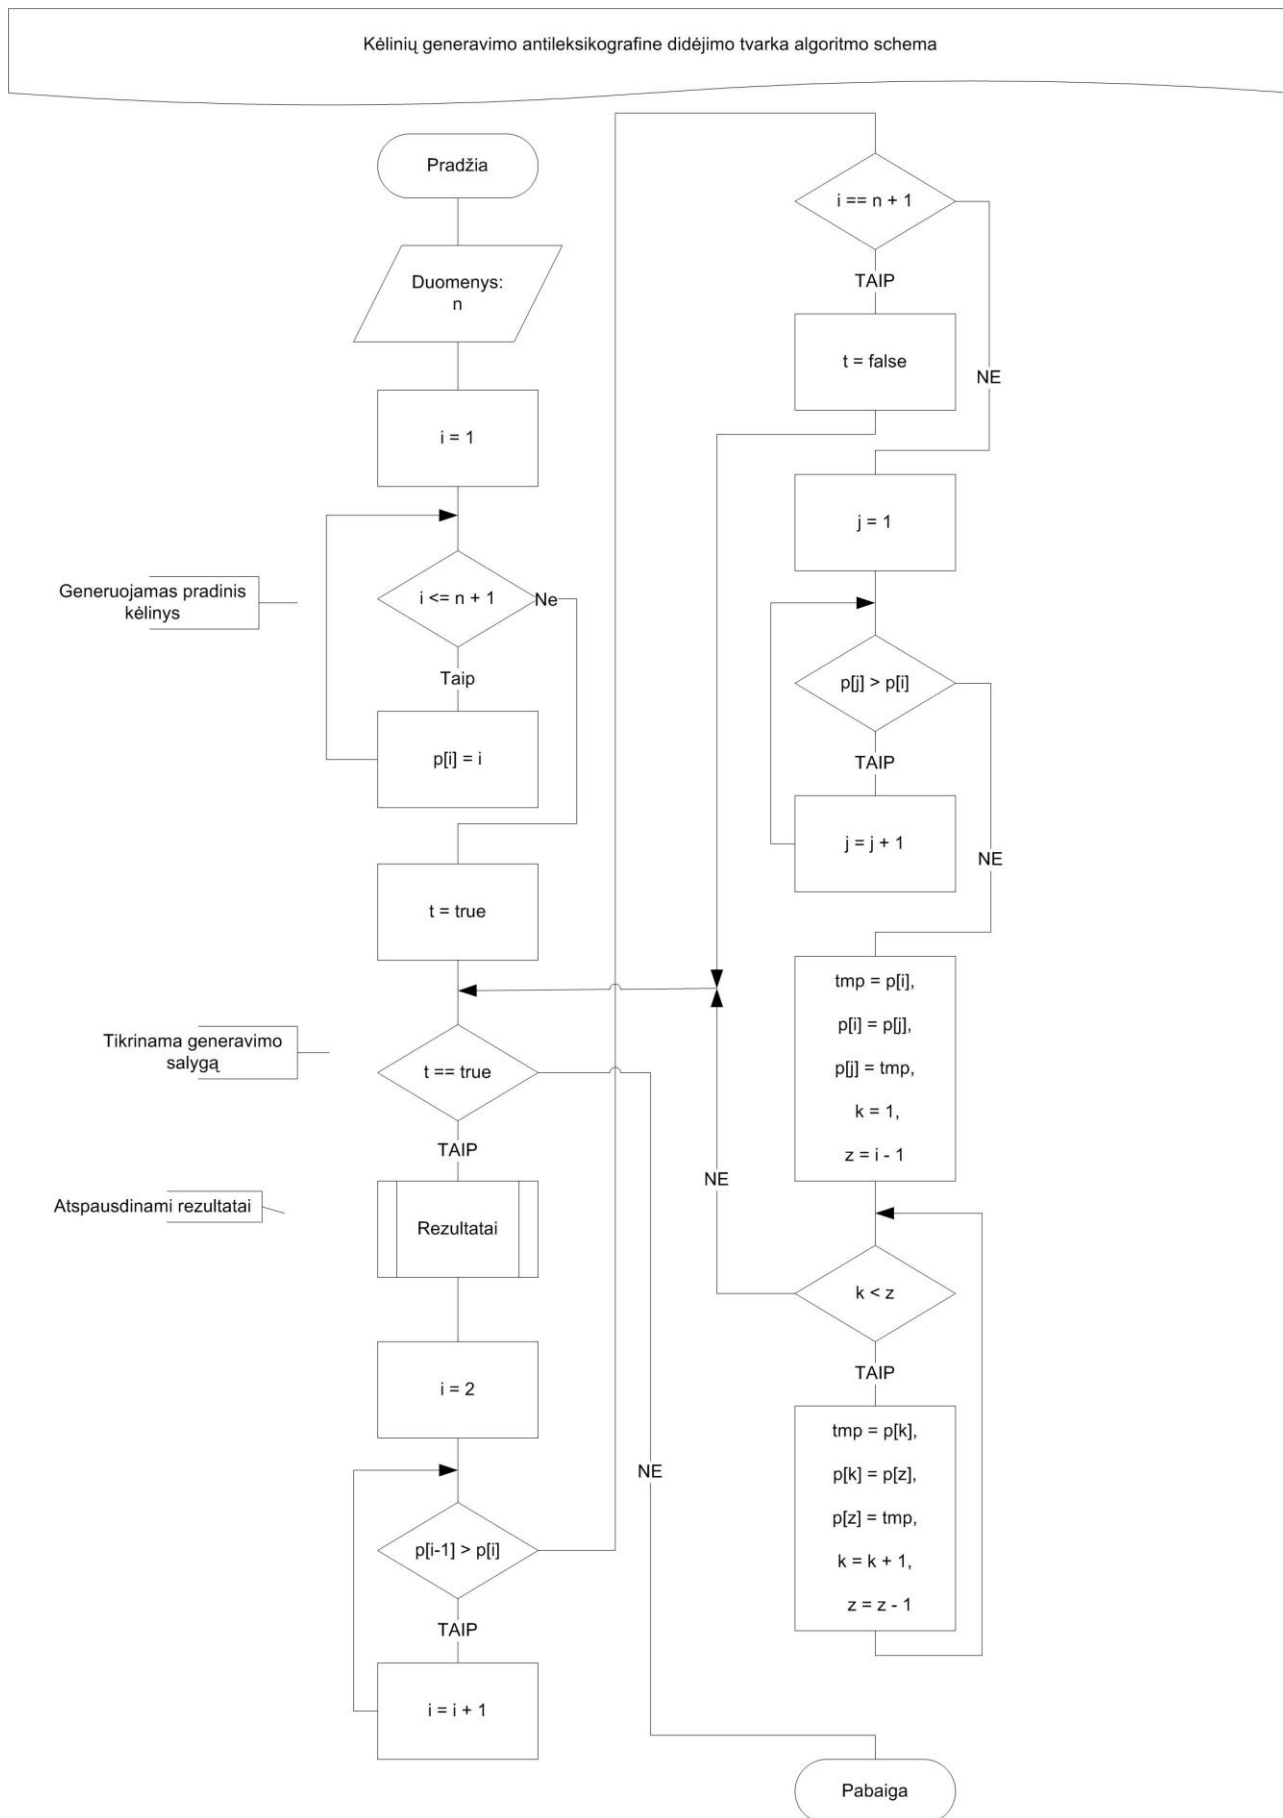 Kėlinių generavimo antileksikografine didėjimo tvarka algoritmo schema
Pradžia
Duomenys:
n
i = 1
Generuojamas pradinis
kėlinys
i <= n + 1
Ne
Taip
p[i] = i
t = true
Tikrinama generavimo
salygą
t == true
TAIP
NE
Atspausdinami rezultatai
Rezultatai
i = 2
p[i-1] > p[i]
TAIP
i = i + 1
i == n + 1
TAIP
NE
t = false
j = 1
p[j] > p[i]
TAIP
NE
j = j + 1
tmp = p[i],
p[i] = p[j],
p[j] = tmp,
k = 1,
z = i - 1
NE
k < z
TAIP
tmp = p[k],
p[k] = p[z],
p[z] = tmp,
k = k + 1,
z = z - 1
Pabaiga